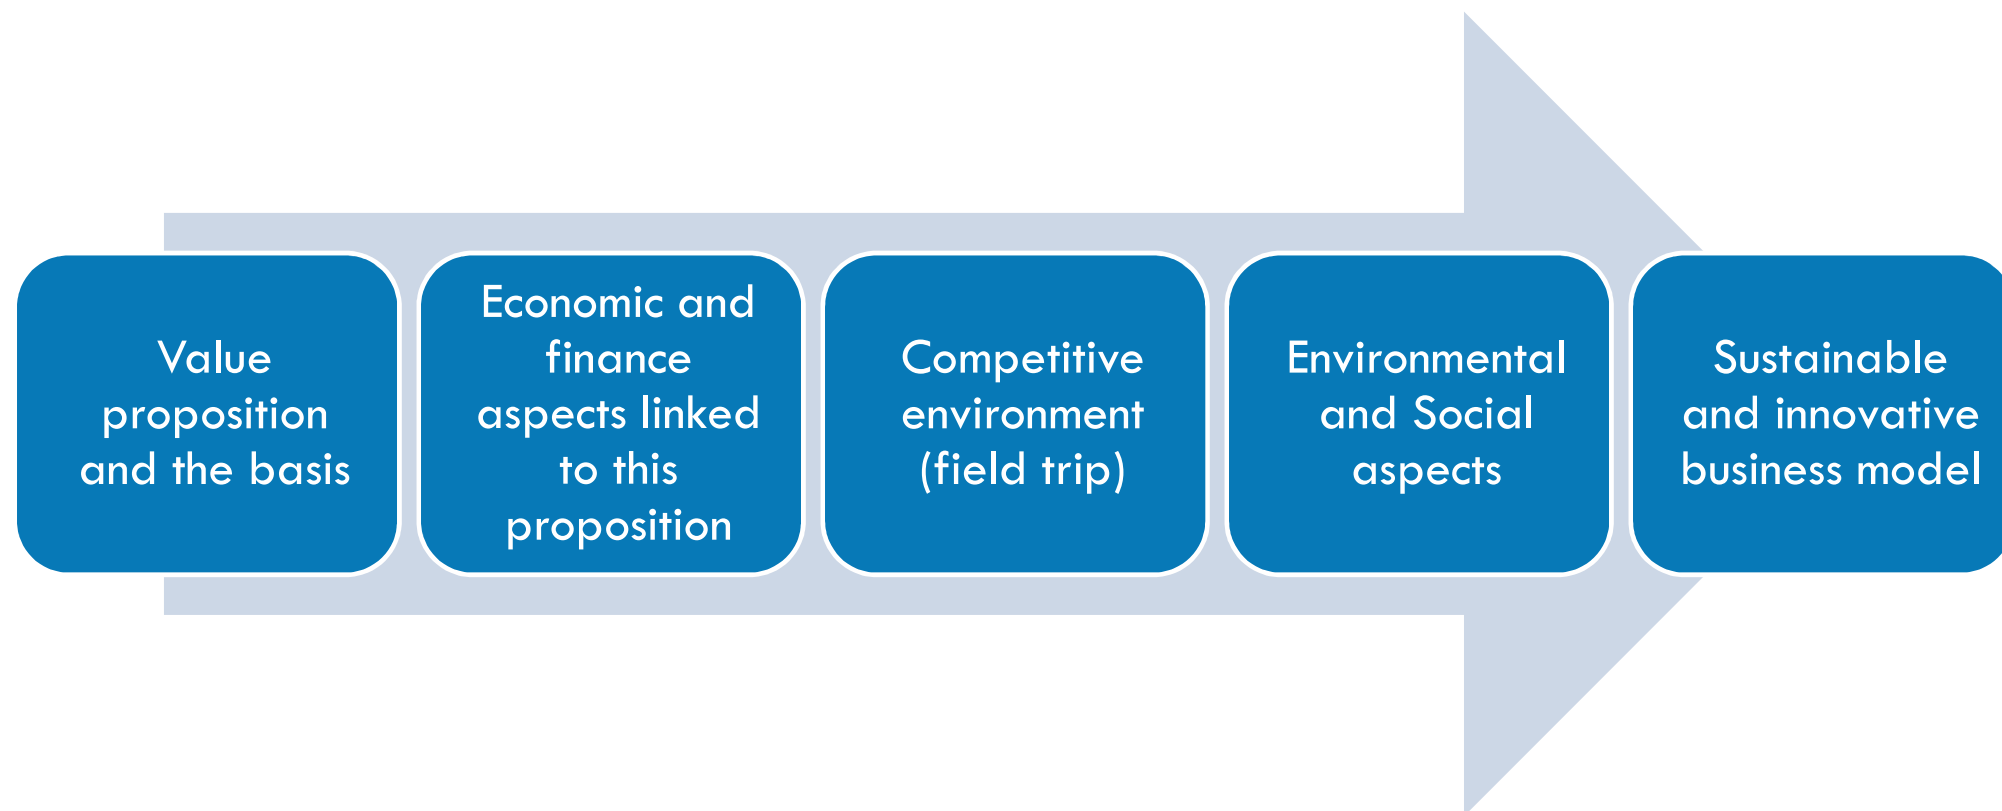 Value
proposition
and the basis
Economic and
finance
aspects linked
to this
proposition
Competitive
environment
(field trip)
Environmental
and Social
aspects
Sustainable
and innovative
business model